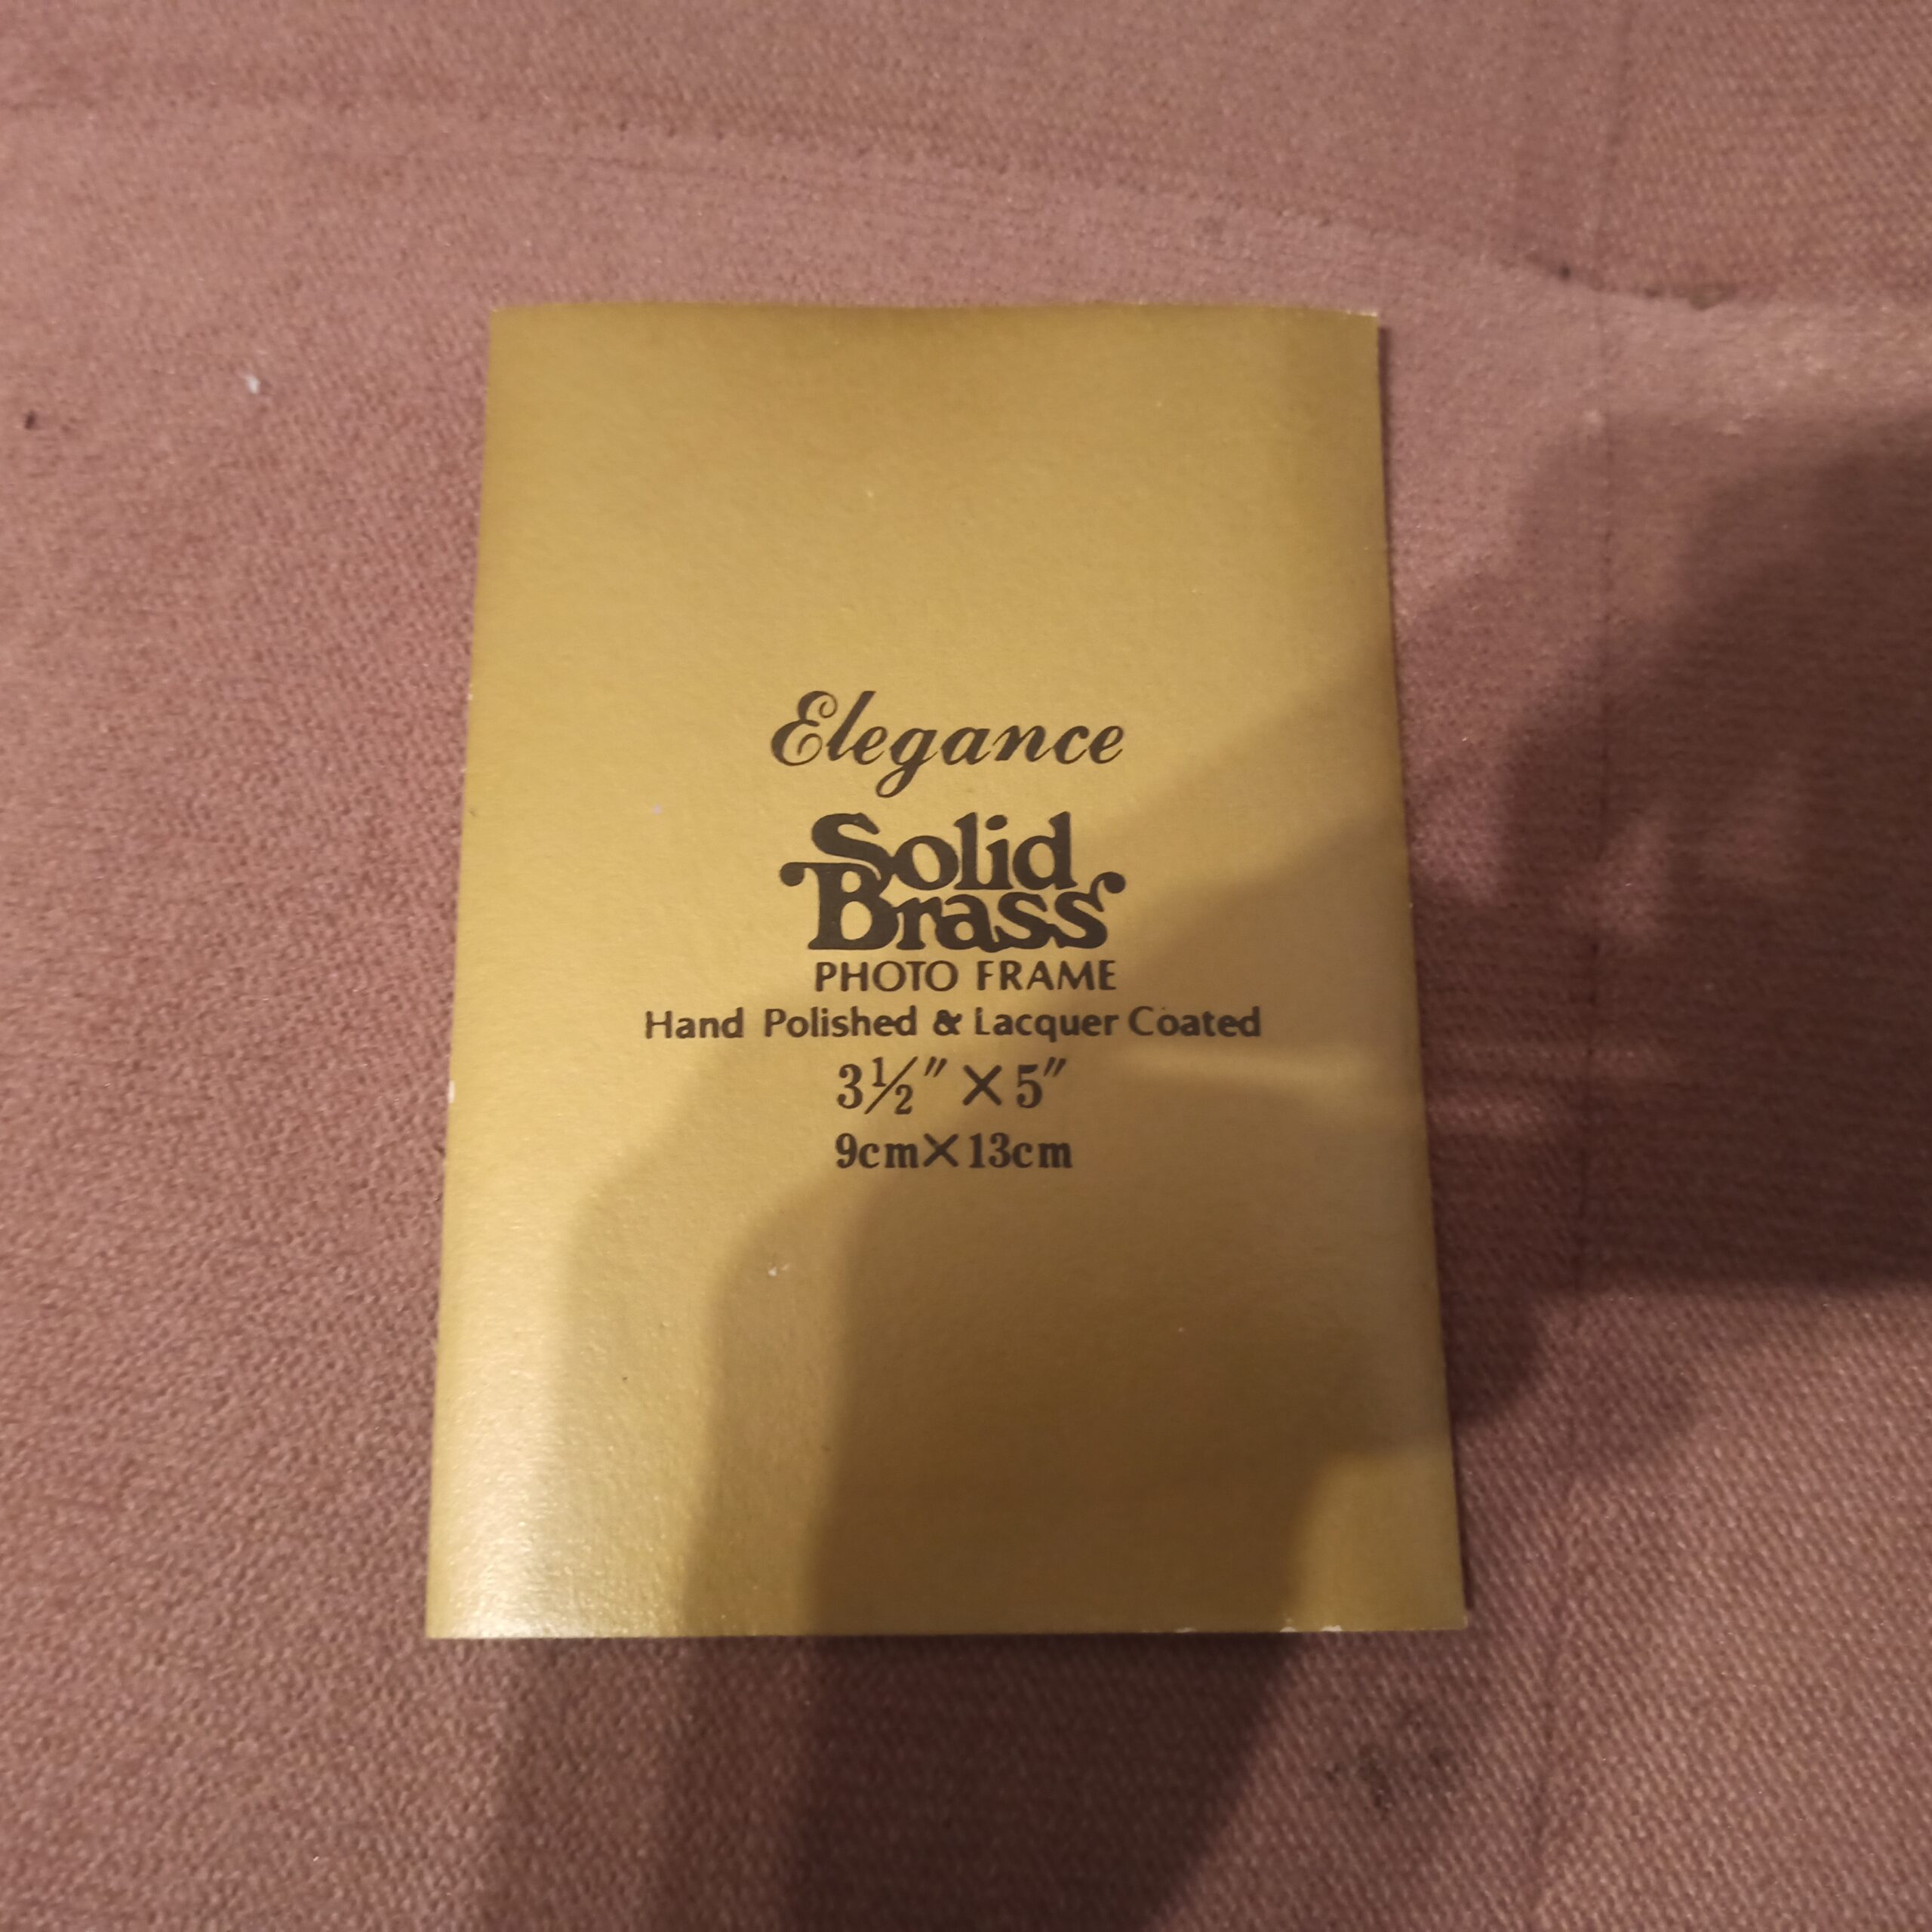 Elegance
Solid
Brass
PHOTO FRAME
Hand Polished & Lacquer Coated
3½″ × 5″
9cm×13cm